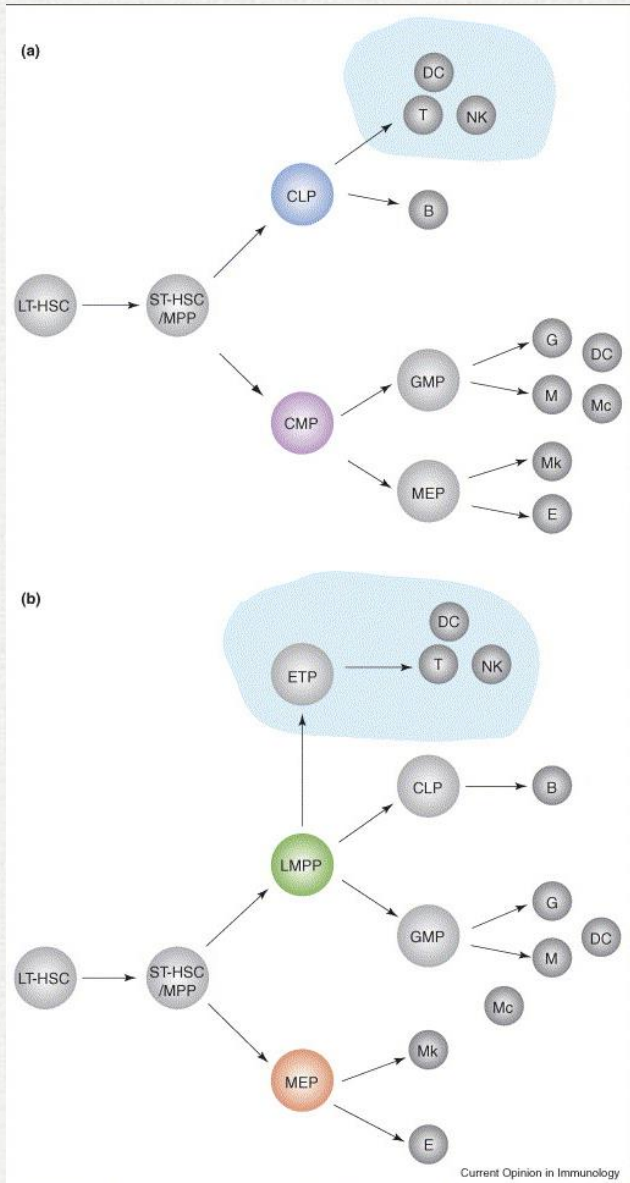 (a)
DC
T
NK
CLP
B
LT-HSC
ST-HSC
/MPP
G
DC
GMP
M
Mc
CMP
Mk
MEP
E
(b)
DC
ETP
T
NK
CLP
B
LMPP
G
GMP
DC
M
LT-HSC
ST-HSC
/MPP
Mc
Mk
MEP
E
Current Opinion in Immunology